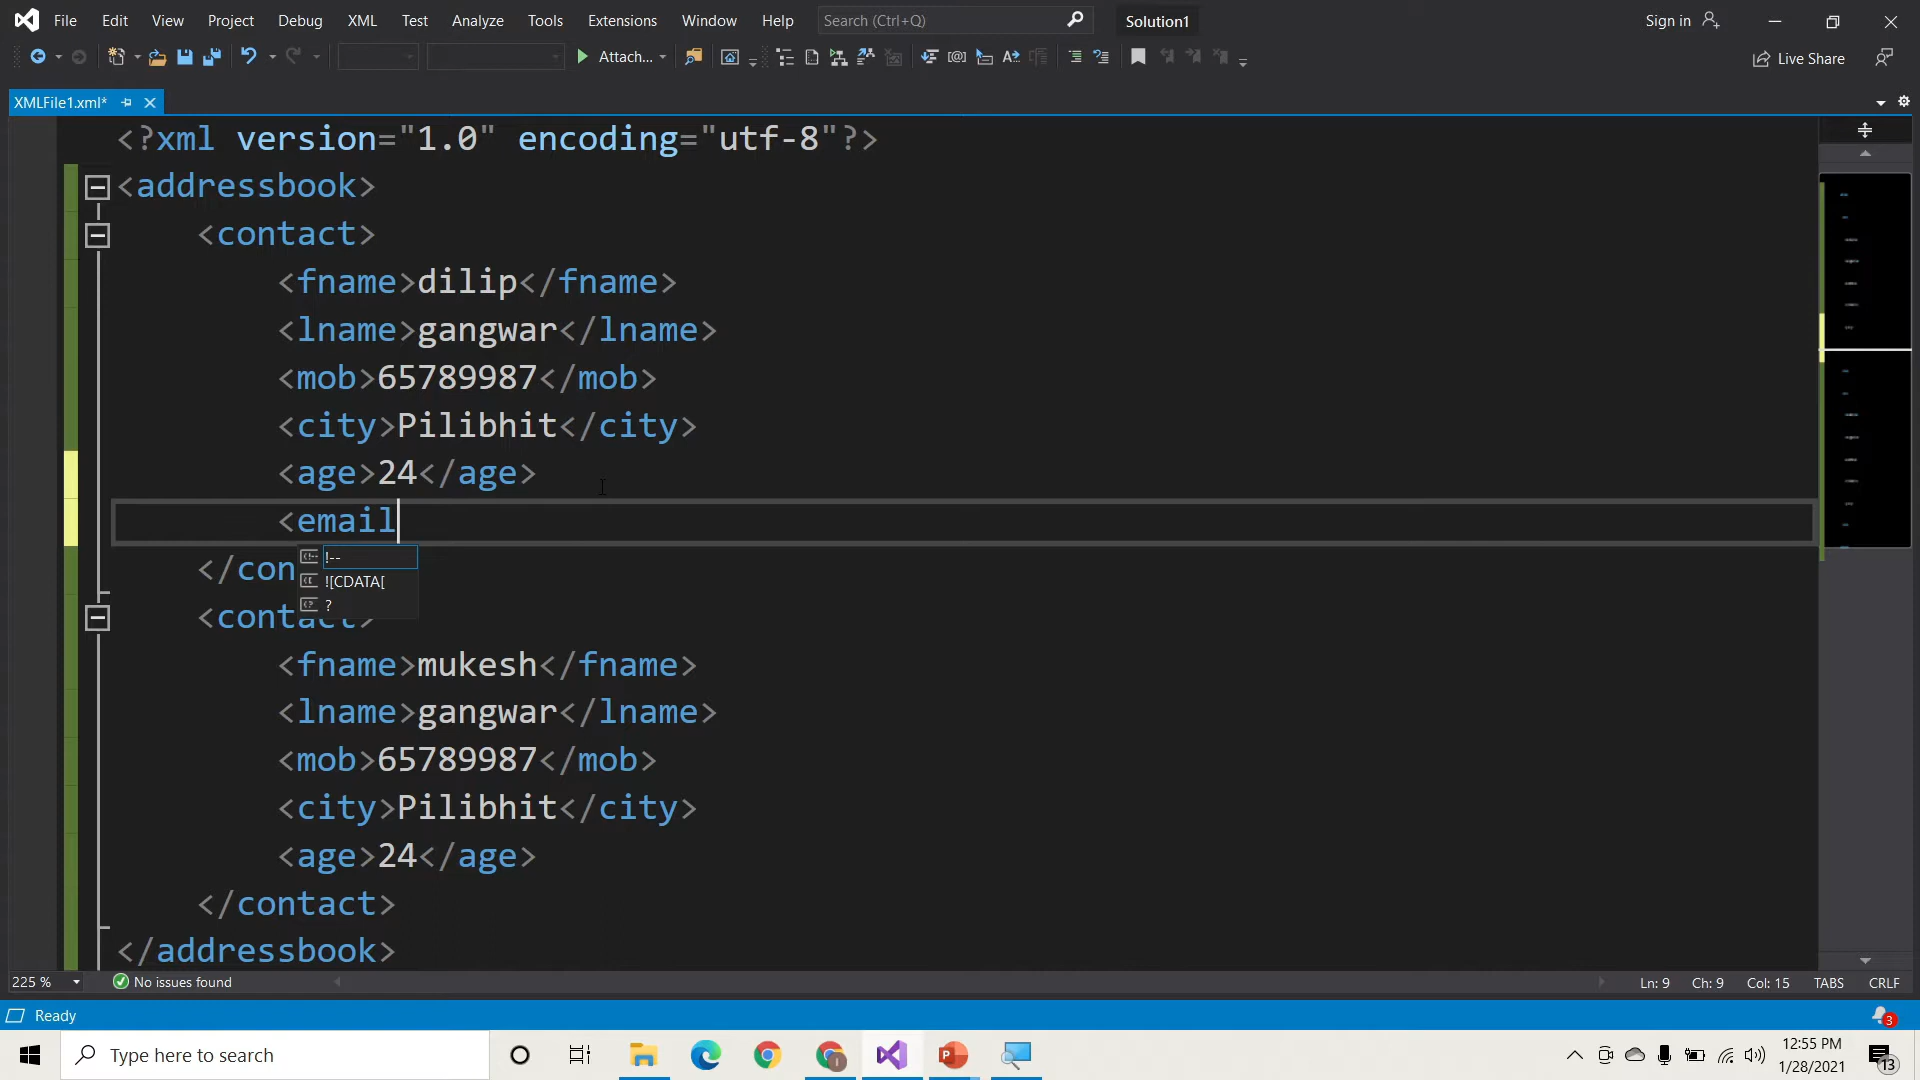 File Edit View Project Debug XML Test Analyze Tools Extensions Window Help Search (Ctrl+Q) Solution1 Sign in
Attach... Live Share
XMLFile1.xml*
<?xml version="1.0" encoding="utf-8"?>
<addressbook>
<contact>
<fname>dilip</fname>
<lname>gangwar</lname>
<mob>65789987</mob>
<city>Pilibhit</city>
<age>24</age>
<email
!--
</con
![CDATA[
?
<contact>
<fname>mukesh</fname>
<lname>gangwar</lname>
<mob>65789987</mob>
<city>Pilibhit</city>
<age>24</age>
</contact>
</addressbook>
225 % No issues found Ln: 9 Ch: 9 Col: 15 TABS CRLF
Ready 3
Type here to search 12:55 PM
1/28/2021 13